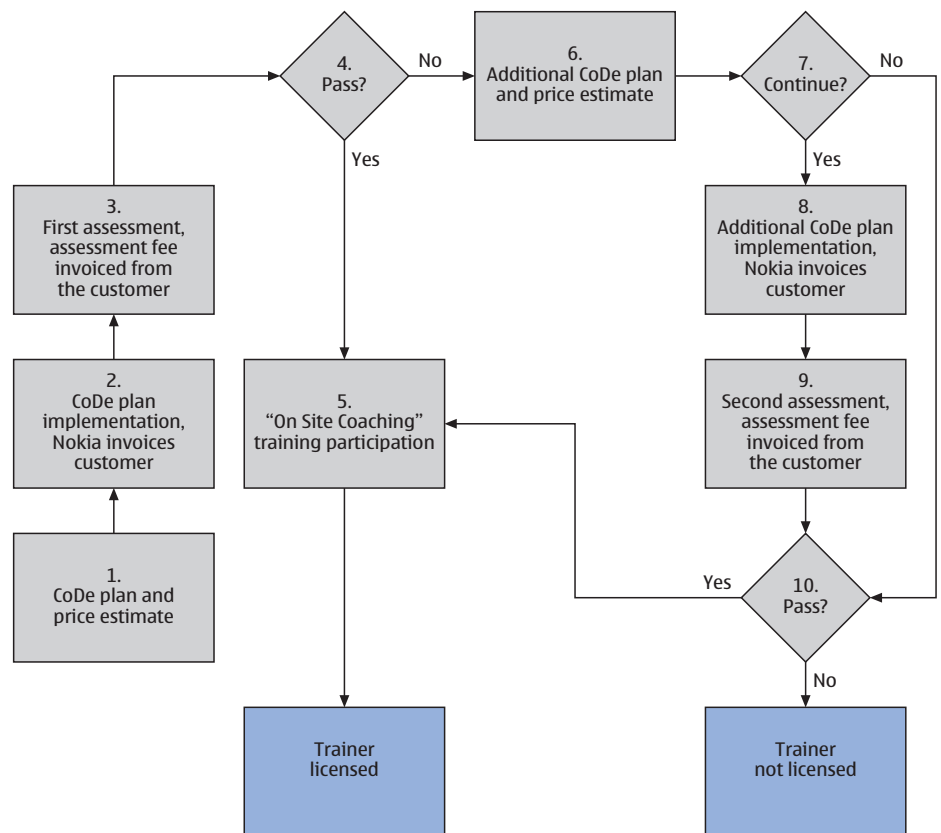 1.
CoDe plan and
price estimate
2.
CoDe plan
implementation,
Nokia invoices
customer
3.
First assessment,
assessment fee
invoiced from
the customer
4.
Pass?
No
Yes
5.
“On Site Coaching”
training participation
6.
Additional CoDe plan
and price estimate
7.
Continue?
No
Yes
8.
Additional CoDe plan
implementation,
Nokia invoices
customer
9.
Second assessment,
assessment fee
invoiced from
the customer
10.
Pass?
Yes
No
Trainer
licensed
Trainer
not licensed